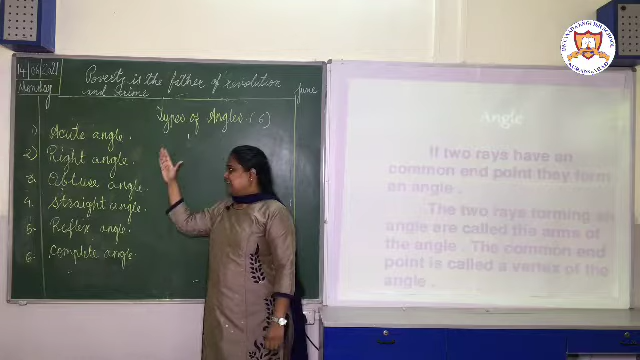 14 06 2021
Monday
Poverty is the father of revolution
and crime
June
Types of Angles - (6)
1) Acute angle.
2) Right angle.
3. Obtuse angle.
4. Straight angle.
5. Reflex angle.
6. Complete angle.
Angle
If two rays have an
common end point they form
an angle .
The two rays forming an
angle are called the arms of
the angle . The common end
point is called a vertex of the
angle .
AURANGABAD